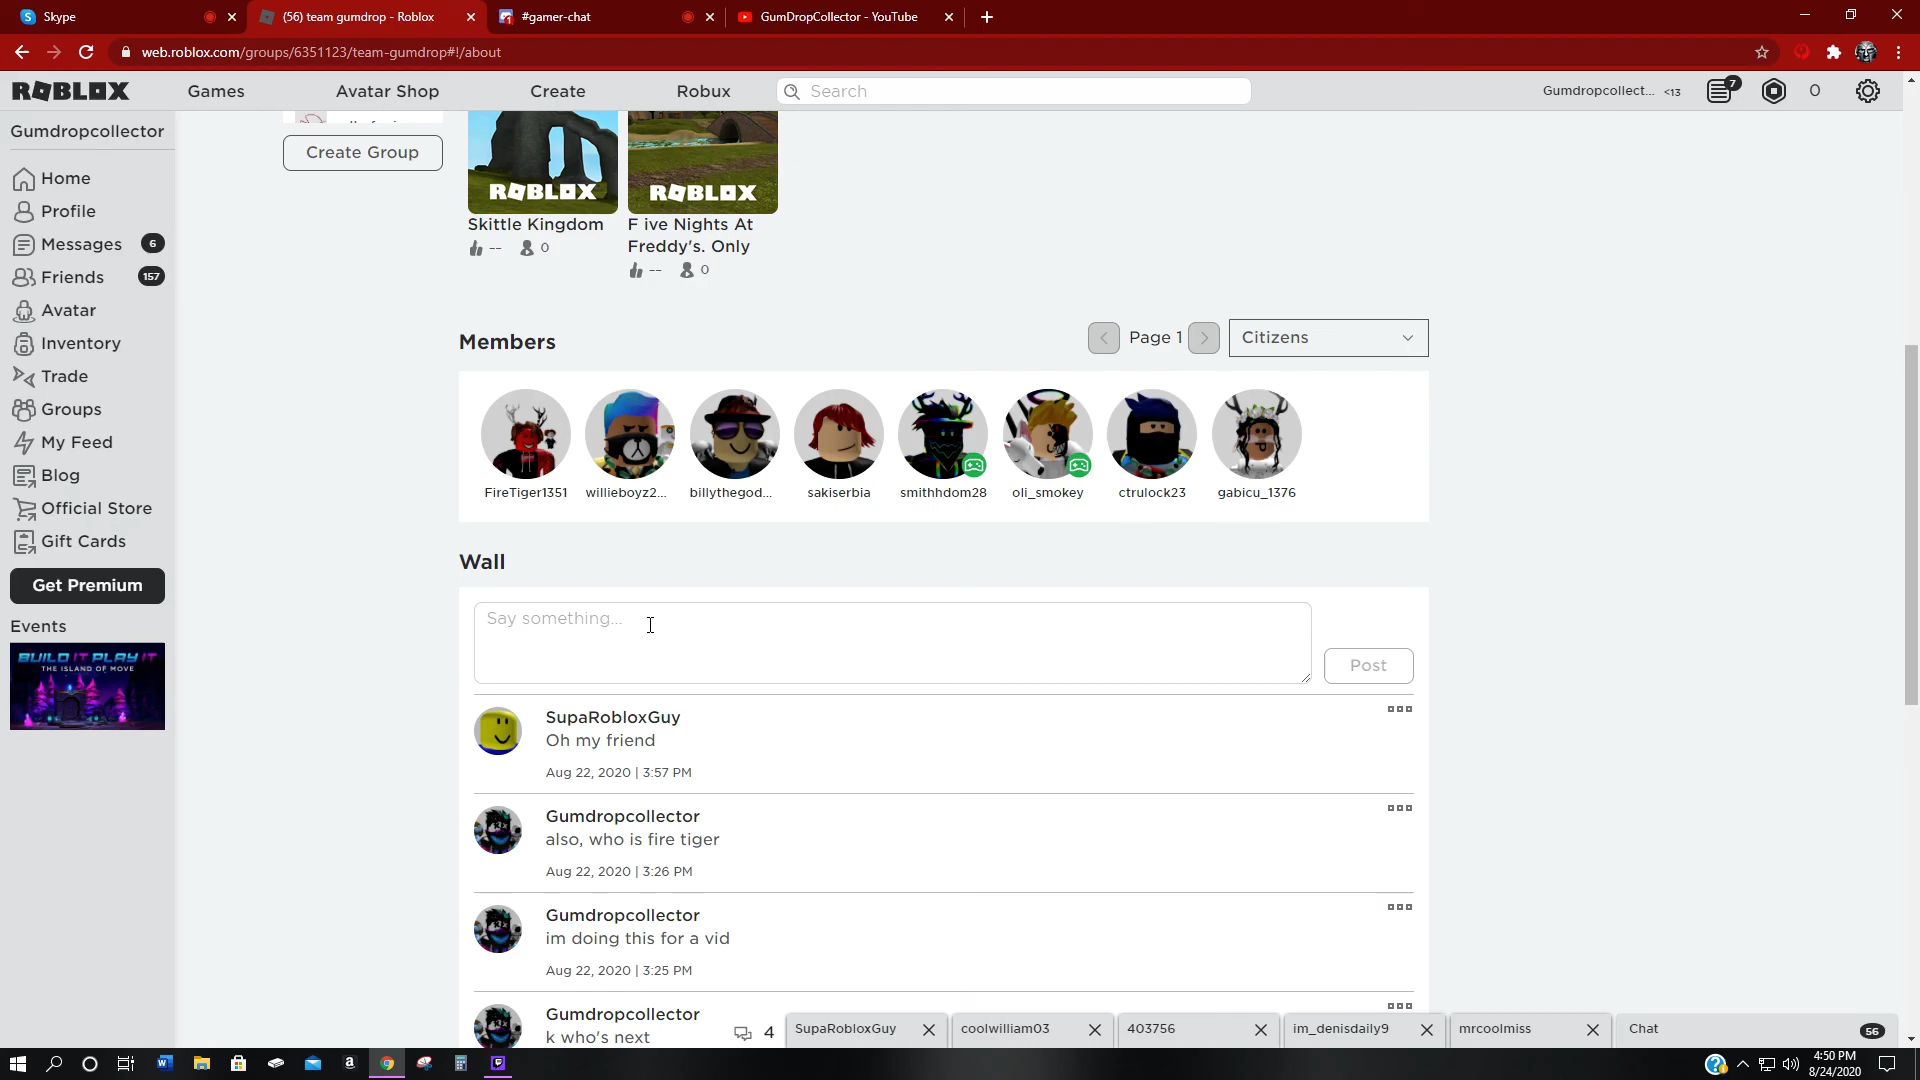 Skype
(56) team gumdrop - Roblox
#gamer-chat
GumDropCollector - YouTube
web.roblox.com/groups/6351123/team-gumdrop#!/about
ROBLOX
Games
Avatar Shop
Create
Robux
Search
Gumdropcollect... <13
7
0
Gumdropcollector
Home
Profile
Messages 6
Friends 157
Avatar
Inventory
Trade
Groups
My Feed
Blog
Official Store
Gift Cards
Get Premium
Events
BUILD IT PLAY IT
THE ISLAND OF MOVE
Create Group
ROBLOX
ROBLOX
Skittle Kingdom
-- 0
F ive Nights At
Freddy's. Only
-- 0
Members
Page 1
Citizens
FireTiger1351
willieboyz2...
billythegod...
sakiserbia
smithhdom28
oli_smokey
ctrulock23
gabicu_1376
Wall
Say something...
Post
SupaRobloxGuy
Oh my friend
Aug 22, 2020 | 3:57 PM
Gumdropcollector
also, who is fire tiger
Aug 22, 2020 | 3:26 PM
Gumdropcollector
im doing this for a vid
Aug 22, 2020 | 3:25 PM
Gumdropcollector
k who's next
4
SupaRobloxGuy
coolwilliam03
403756
im_denisdaily9
mrcoolmiss
Chat
56
4:50 PM
8/24/2020